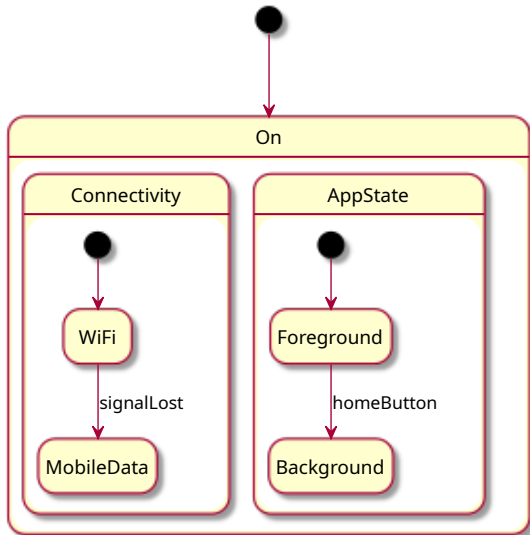 On
Connectivity
AppState
WiFi
Foreground
signalLost
homeButton
MobileData
Background